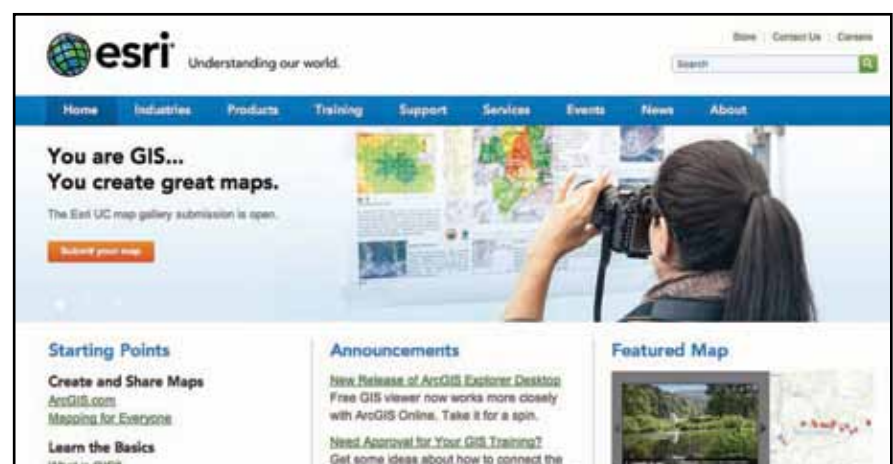 esri
Understanding our world.
Store Contact Us Careers
Search
Home Industries Products Training Support Services Events News About
You are GIS...
You create great maps.
The Esri UC map gallery submission is open.
Submit your map
Starting Points
Create and Share Maps
ArcGIS.com
Mapping for Everyone
Learn the Basics
Announcements
New Release of ArcGIS Explorer Desktop
Free GIS viewer now works more closely
with ArcGIS Online. Take it for a spin.
Need Approval for Your GIS Training?
Get some ideas about how to connect the
Featured Map